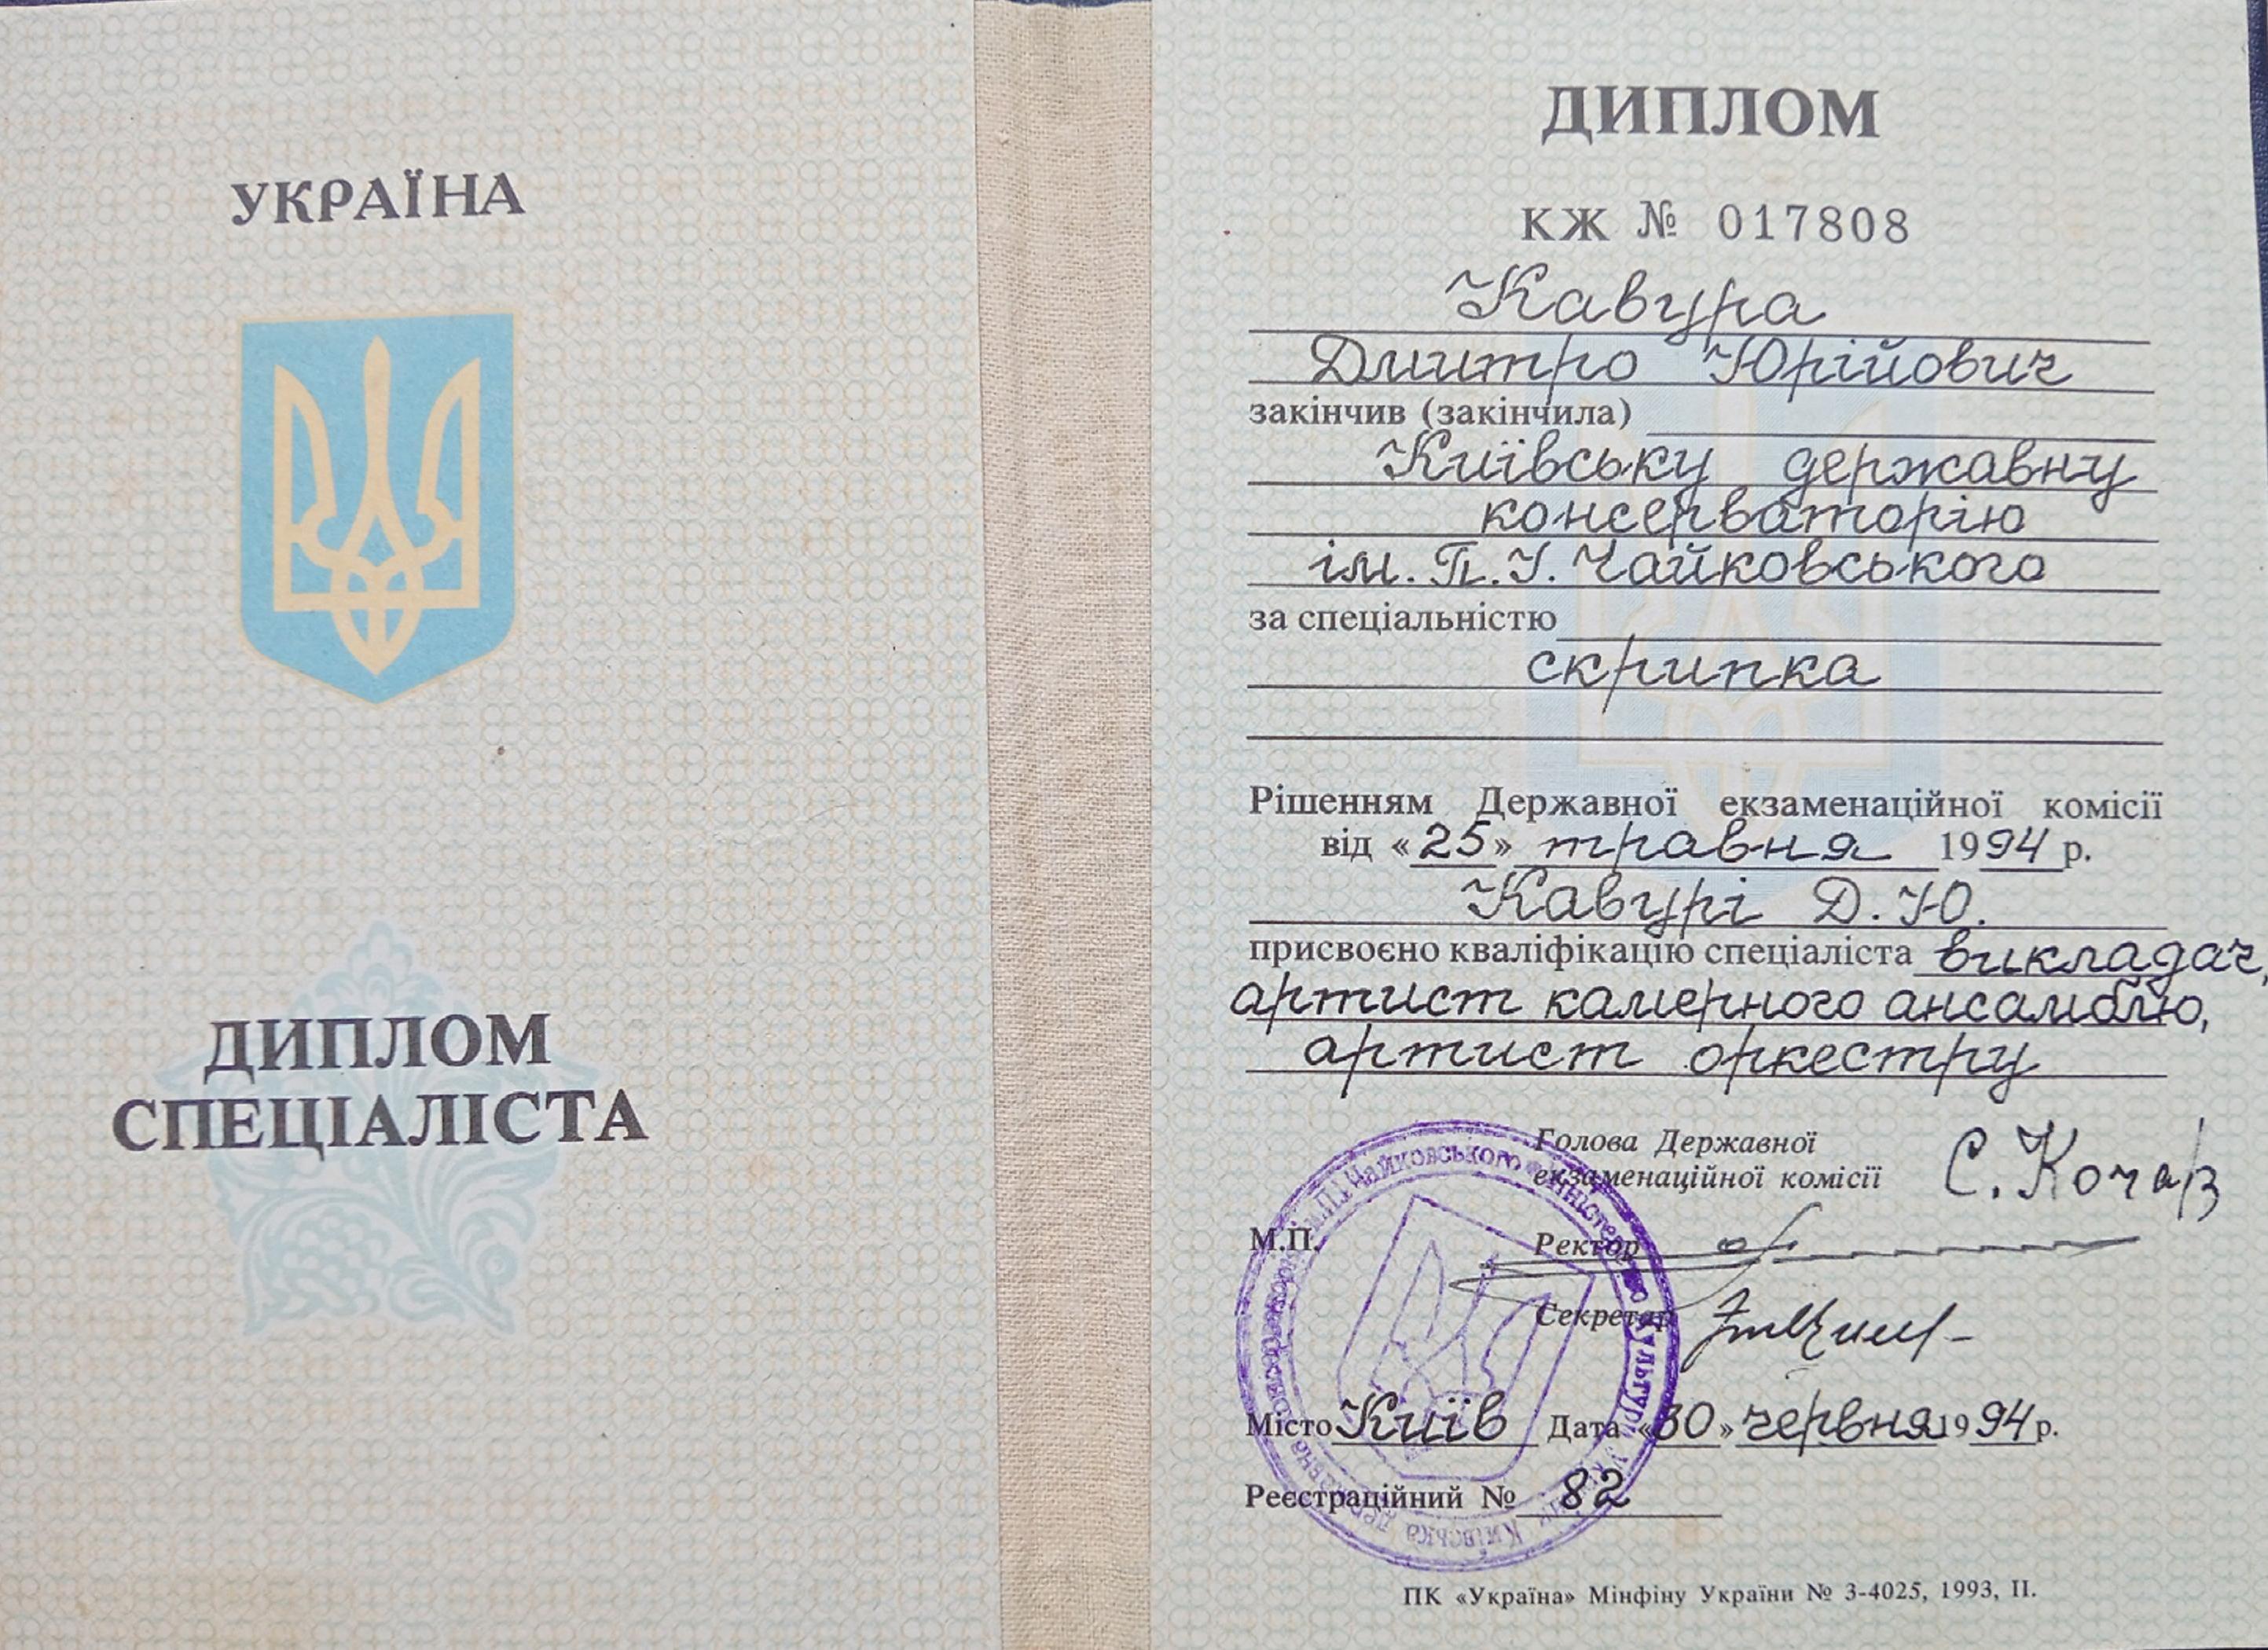 УКРАЇНА
ДИПЛОМ
СПЕЦІАЛІСТА
ДИПЛОМ
КЖ № 017808
Кавура
Дмитро Юрійович
закінчив (закінчила)
Київську державну
консерваторію
ім. П.І. Чайковського
за спеціальністю
скрипка
Рішенням Державної екзаменаційної комісії
від «25» травня 1994 р.
Кавурі Д.Ю.
присвоєно кваліфікацію спеціаліста викладач,
артист камерного ансамблю,
артист оркестру
Голова Державної
екзаменаційної комісії
М.П.
Ректор
Секретар
Місто Київ Дата «30» червня 1994 р.
Реєстраційний № 82
ПК «Україна» Мінфіну України № 3-4025, 1993, II.